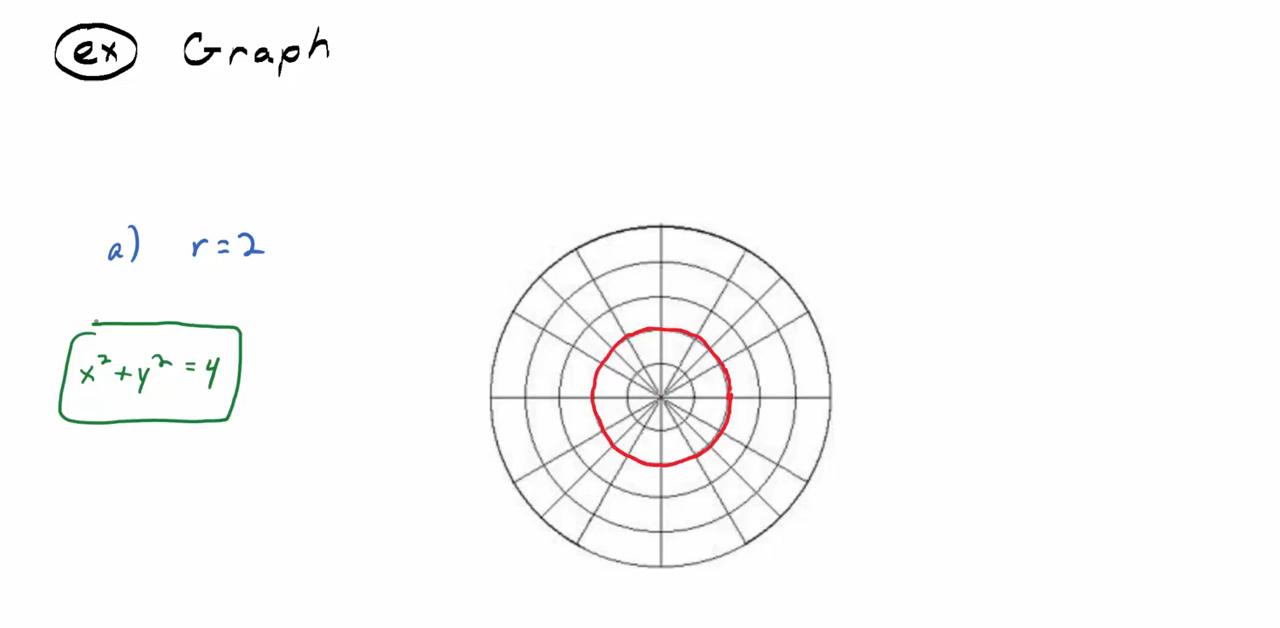 ex Graph
a) r=2
x² + y² = 4